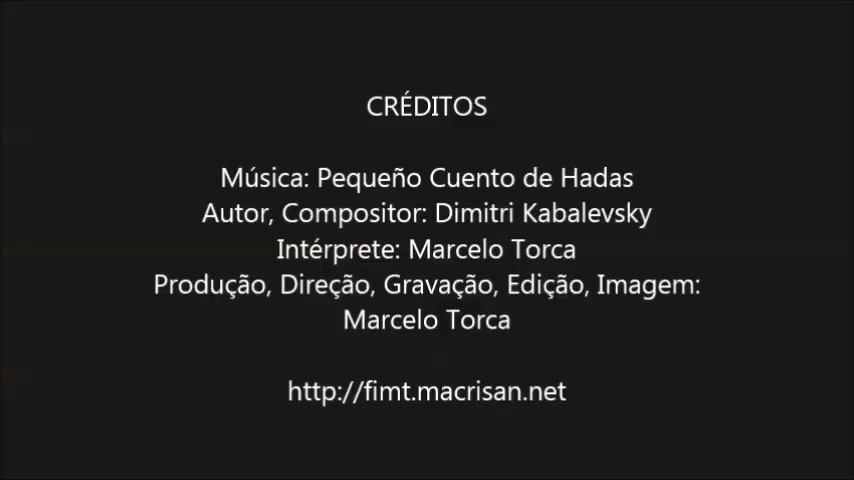 CRÉDITOS
Música: Pequeño Cuento de Hadas
Autor, Compositor: Dimitri Kabalevsky
Intérprete: Marcelo Torca
Produção, Direção, Gravação, Edição, Imagem:
Marcelo Torca
http://fimt.macrisan.net